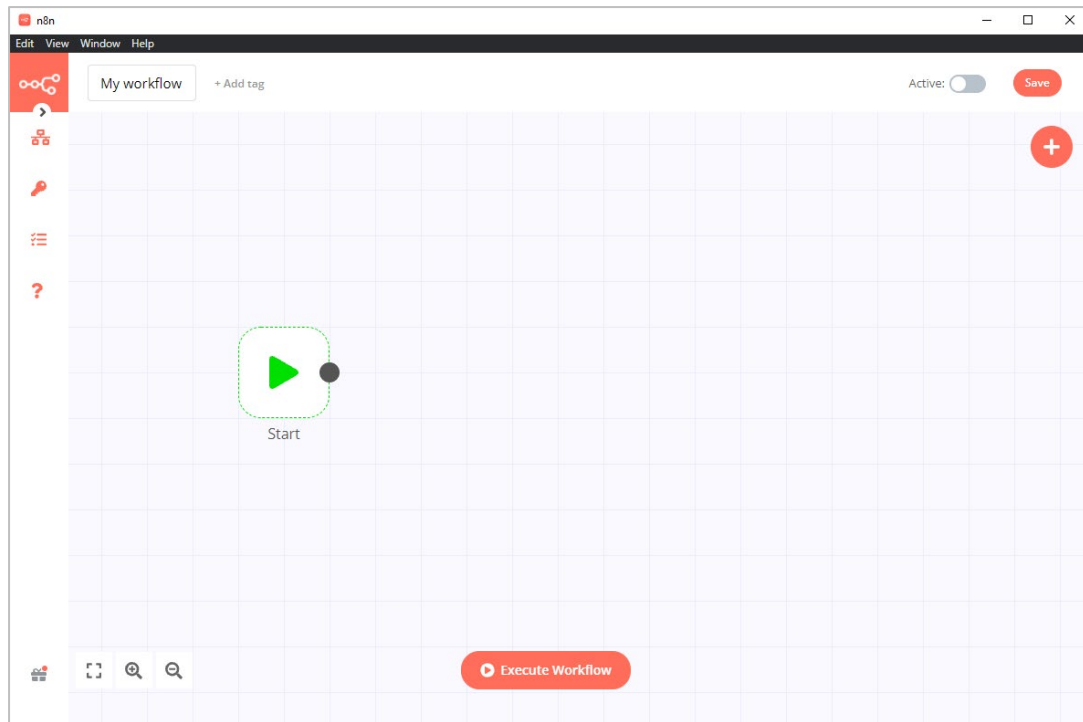 n8n
Edit View Window Help
My workflow + Add tag Active: Save
Start
Execute Workflow